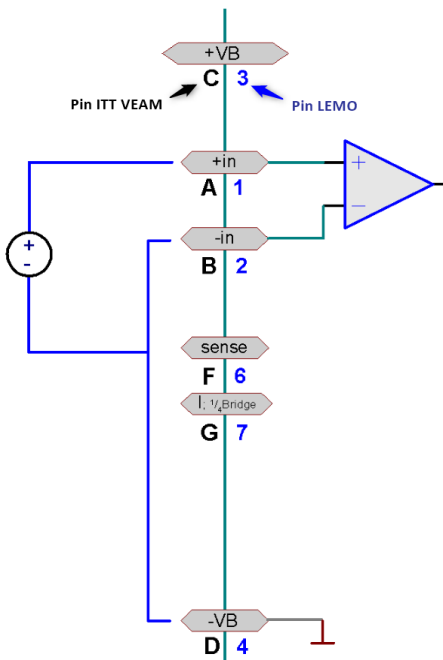 +VB
C 3
Pin ITT VEAM
Pin LEMO
+in
A 1
+
-in
B 2
−
+
-
sense
F 6
I; ¼Bridge
G 7
-VB
D 4